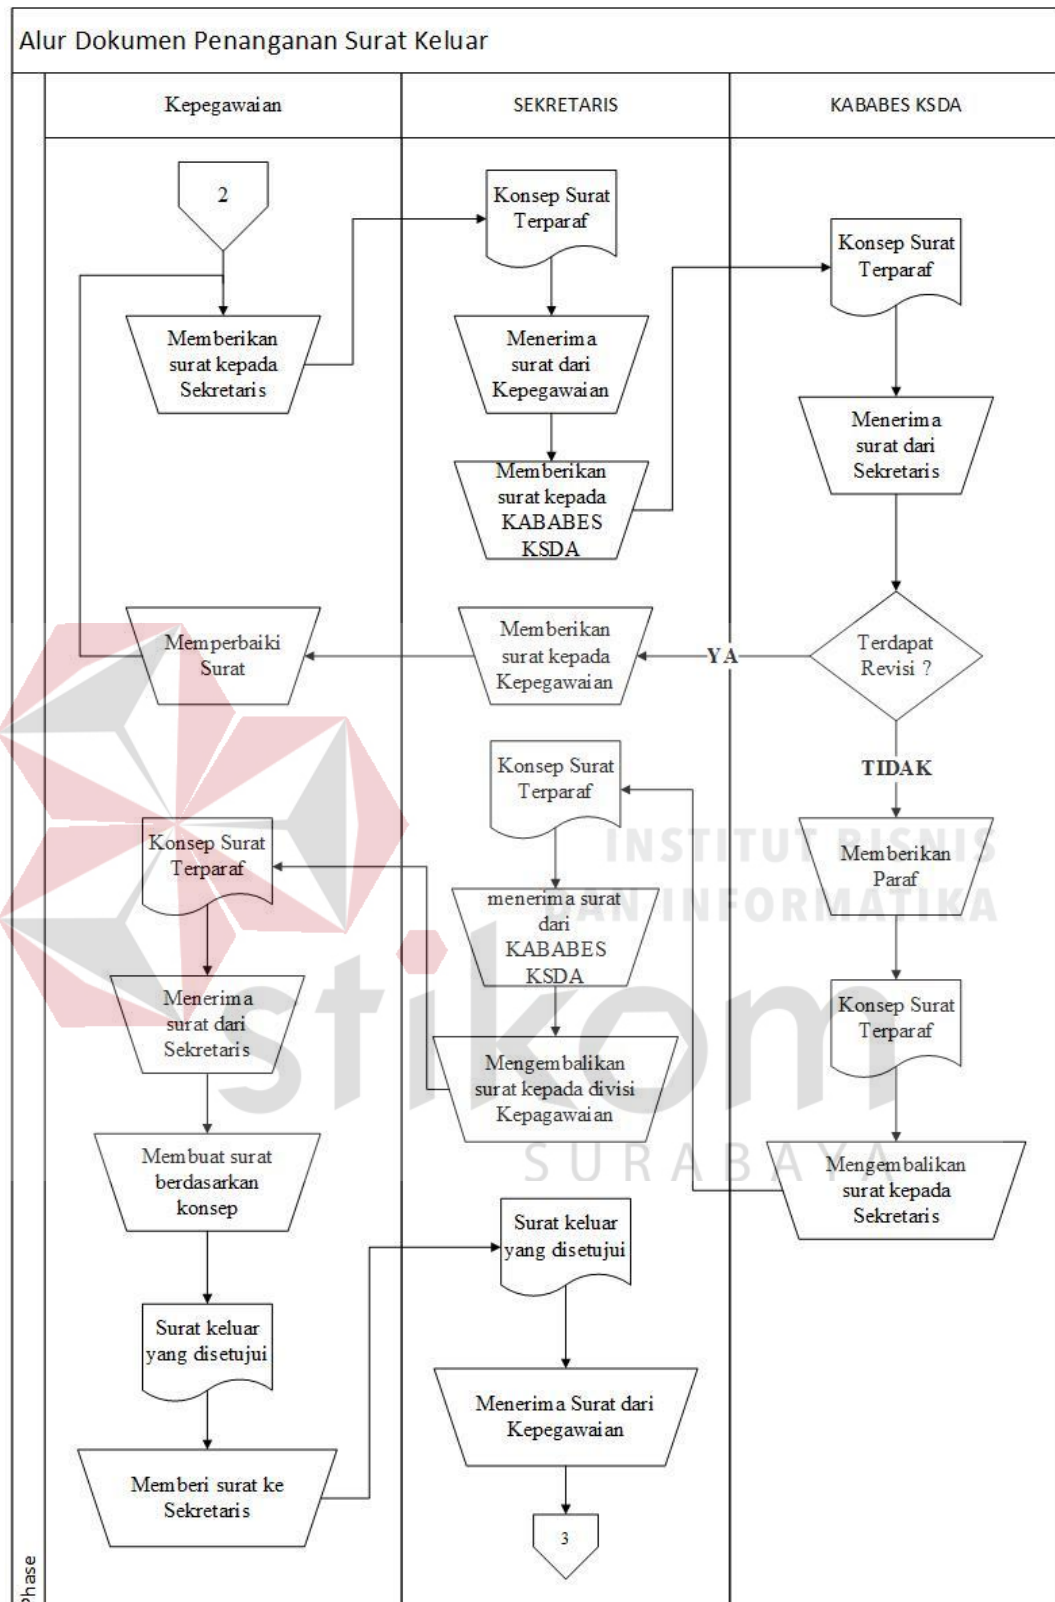 Alur Dokumen Penanganan Surat Keluar
Kepegawaian
SEKRETARIS
KABABES KSDA
2
Memberikan
surat kepada
Sekretaris
Konsep Surat
Terparaf
Menerima
surat dari
Kepegawaian
Memberikan
surat kepada
KABABES
KSDA
Konsep Surat
Terparaf
Menerima
surat dari
Sekretaris
Terdapat
Revisi ?
YA
Memberikan
surat kepada
Kepegawaian
Memperbaiki
Surat
TIDAK
Memberikan
Paraf
Konsep Surat
Terparaf
Mengembalikan
surat kepada
Sekretaris
Konsep Surat
Terparaf
menerima surat
dari
KABABES
KSDA
Mengembalikan
surat kepada divisi
Kepagawaian
Konsep Surat
Terparaf
Menerima
surat dari
Sekretaris
Membuat surat
berdasarkan
konsep
Surat keluar
yang disetujui
Memberi surat ke
Sekretaris
Surat keluar
yang disetujui
Menerima Surat dari
Kepegawaian
3
Phase
INSTITUT BISNIS
DAN INFORMATIKA
stikom
SURABAYA